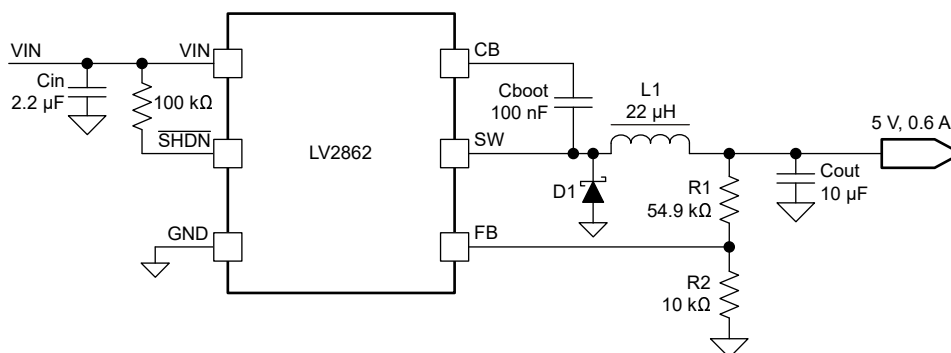 VIN
Cin
2.2 µF
100 kΩ
VIN
SHDN
GND
LV2862
CB
SW
FB
Cboot
100 nF
L1
22 µH
D1
R1
54.9 kΩ
R2
10 kΩ
Cout
10 µF
5 V, 0.6 A